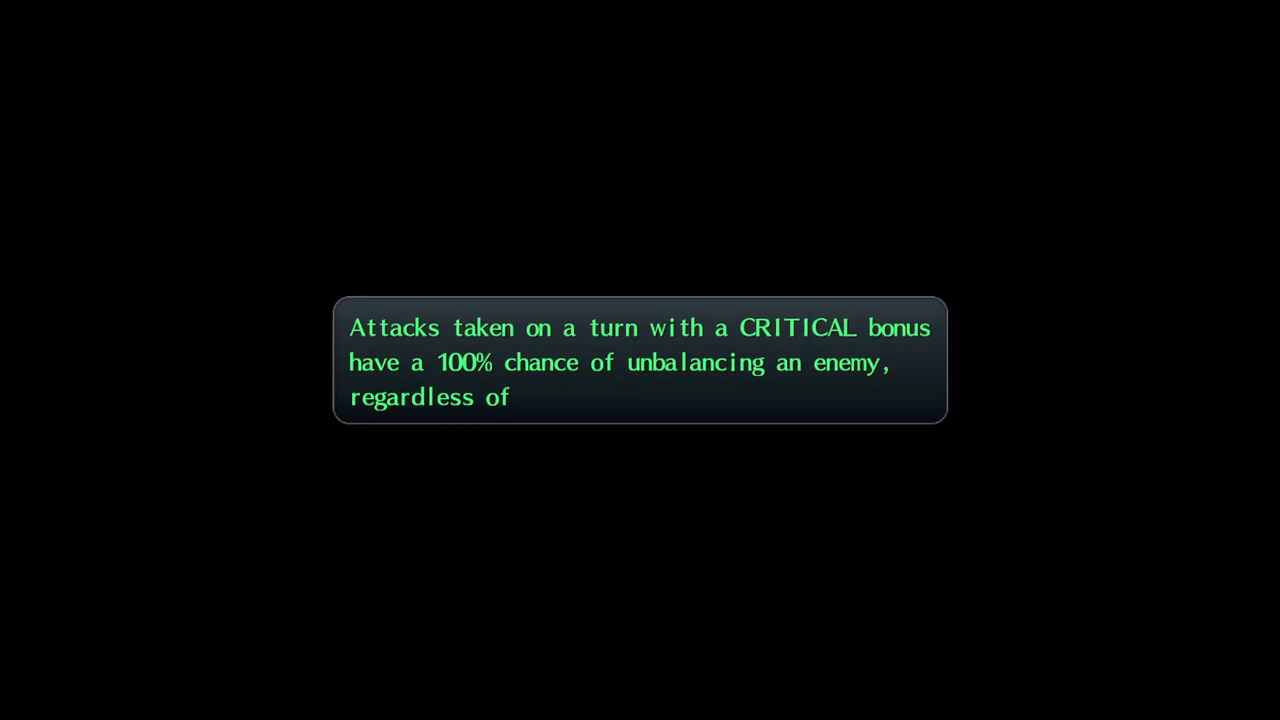 Attacks taken on a turn with a CRITICAL bonus
have a 100% chance of unbalancing an enemy,
regardless of